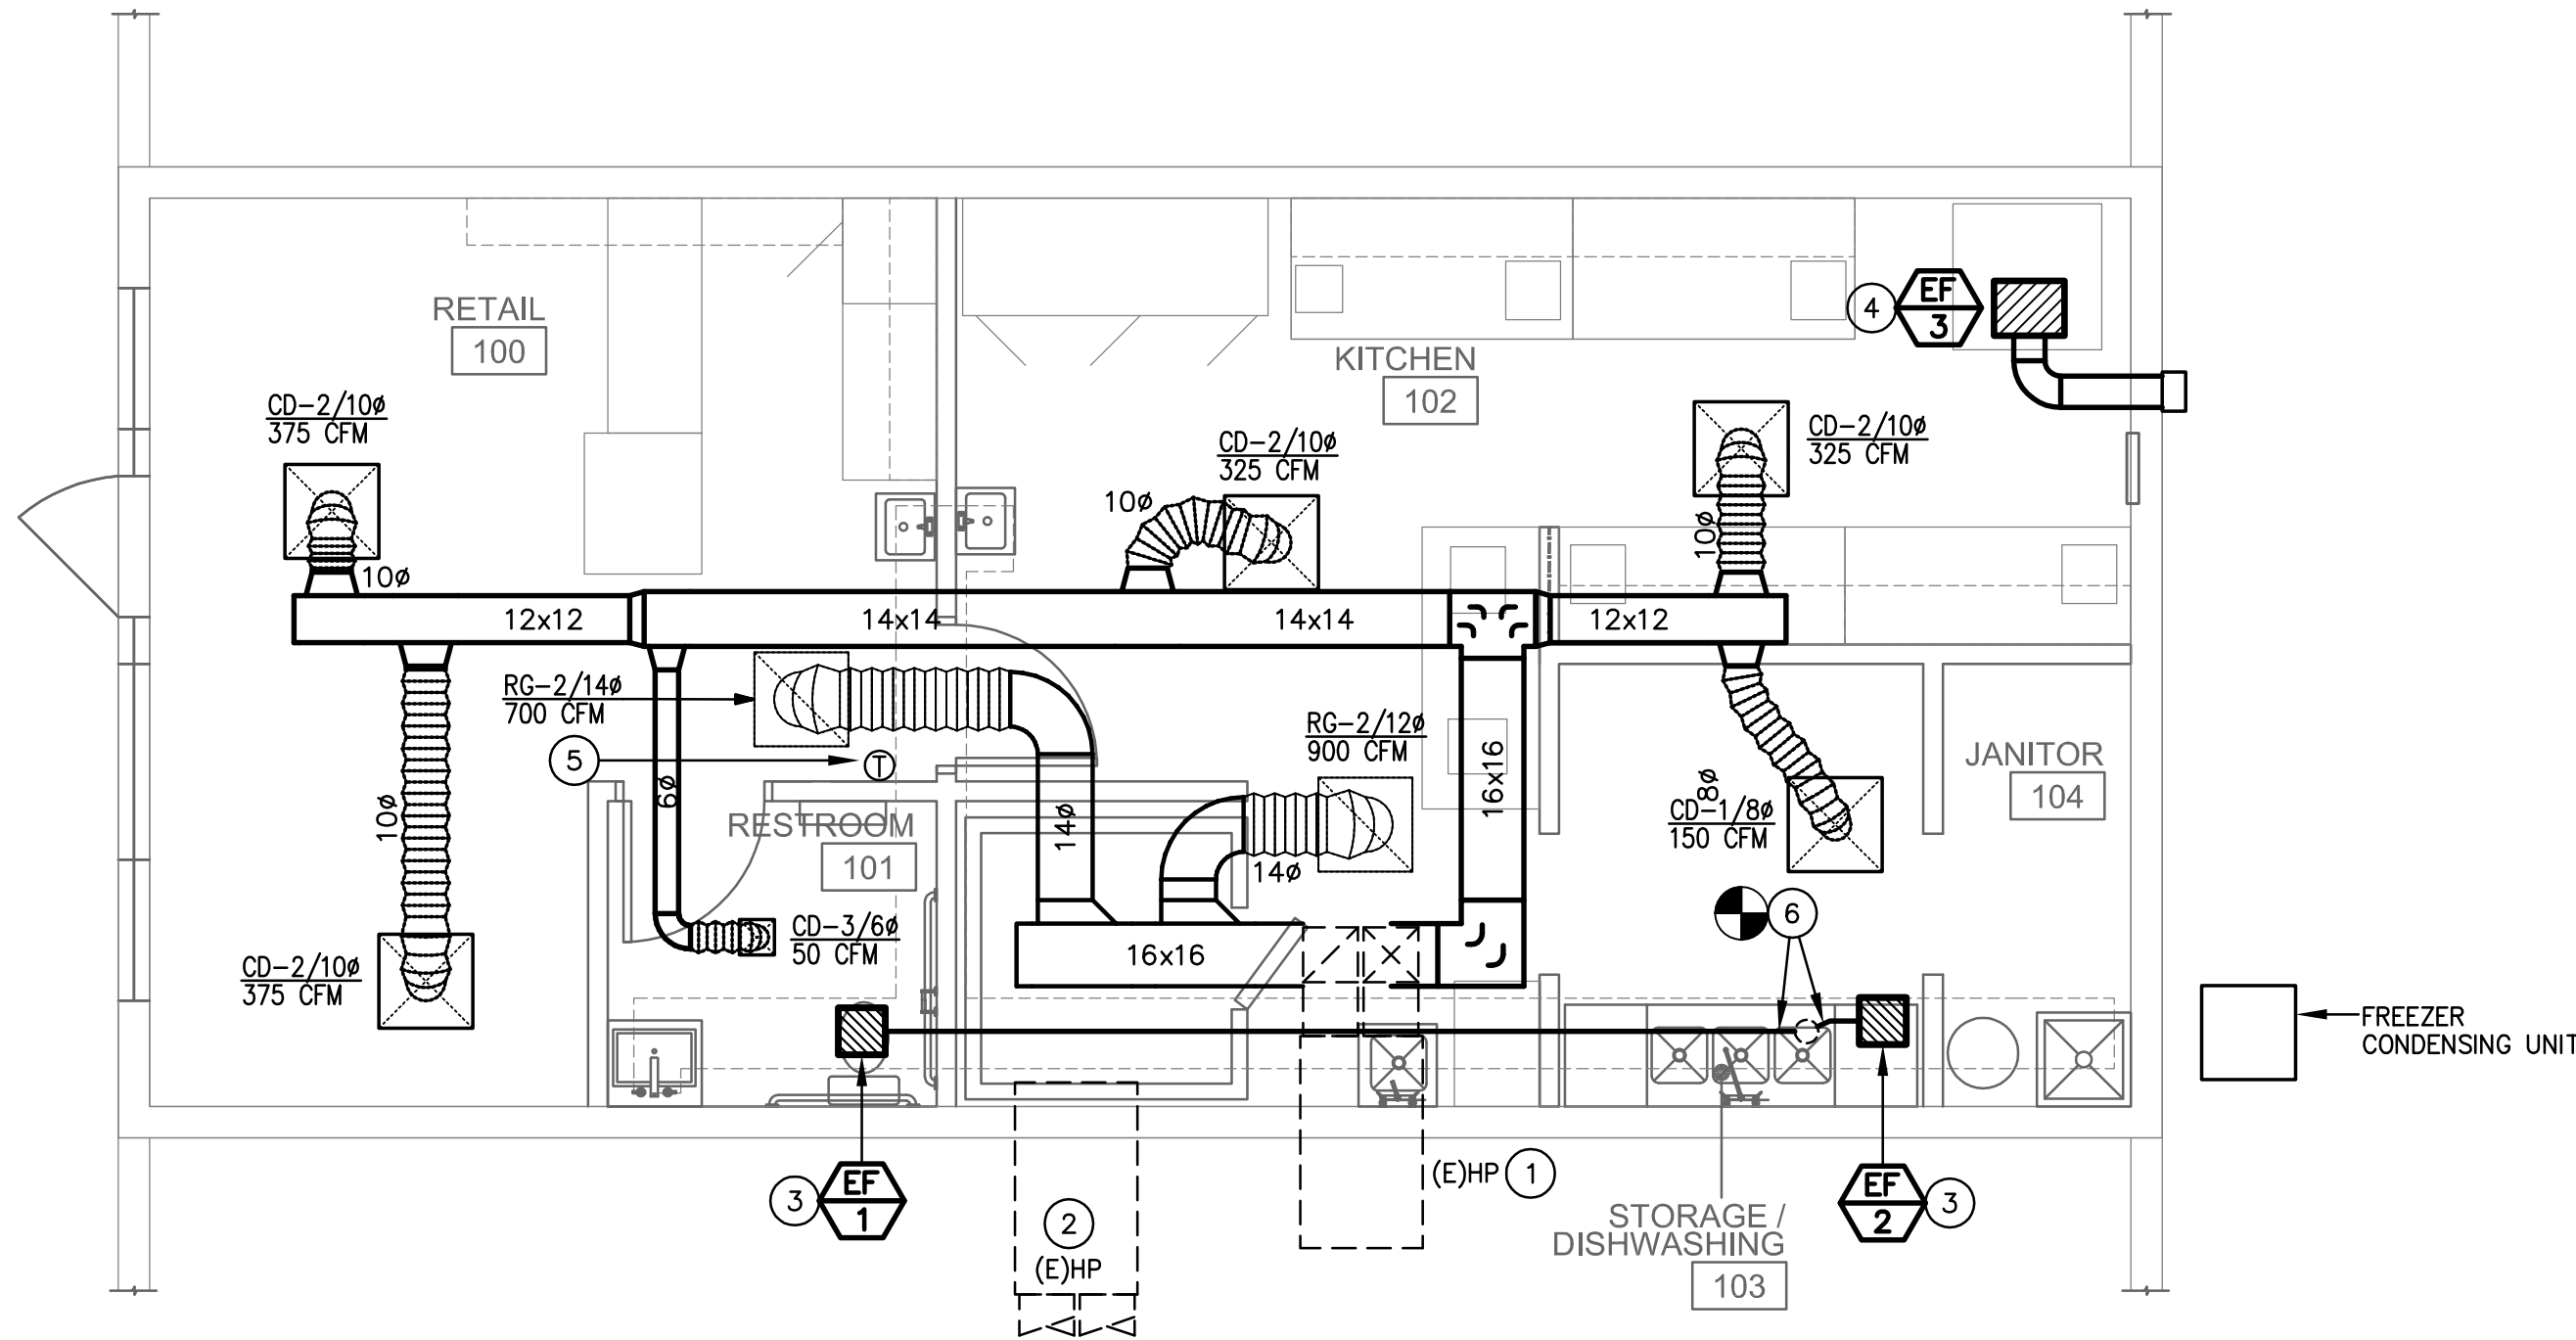 RETAIL
100
KITCHEN
102
4
EF
3
CD-2/10ø
375 CFM
10ø
CD-2/10ø
325 CFM
10ø
CD-2/10ø
325 CFM
10ø
12x12
14x14
14x14
12x12
RG-2/14ø
700 CFM
5
T
RG-2/12ø
900 CFM
16x16
JANITOR
104
10ø
6ø
RESTROOM
101
14ø
14ø
8ø
CD-1/8ø
150 CFM
6
CD-3/6ø
50 CFM
16x16
CD-2/10ø
375 CFM
FREEZER
CONDENSING UNIT
3
EF
1
2
(E)HP
(E)HP
1
EF
2
3
STORAGE /
DISHWASHING
103